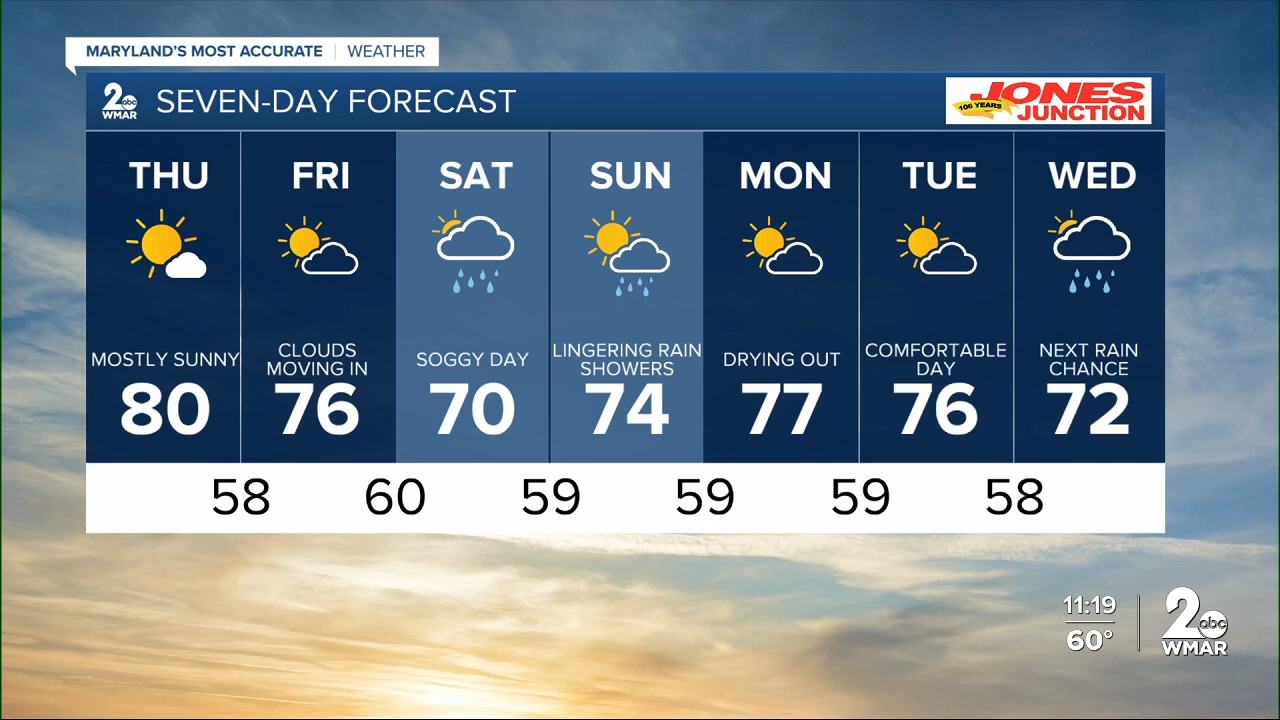 MARYLAND'S MOST ACCURATE | WEATHER
2 abc WMAR
SEVEN-DAY FORECAST
106 YEARS
JONES
JUNCTION
THU FRI SAT SUN MON TUE WED
MOSTLY SUNNY
CLOUDS
MOVING IN
SOGGY DAY
LINGERING RAIN
SHOWERS
DRYING OUT
COMFORTABLE
DAY
NEXT RAIN
CHANCE
80 76 70 74 77 76 72
58 60 59 59 59 58
11:19
60°
2 abc
WMAR